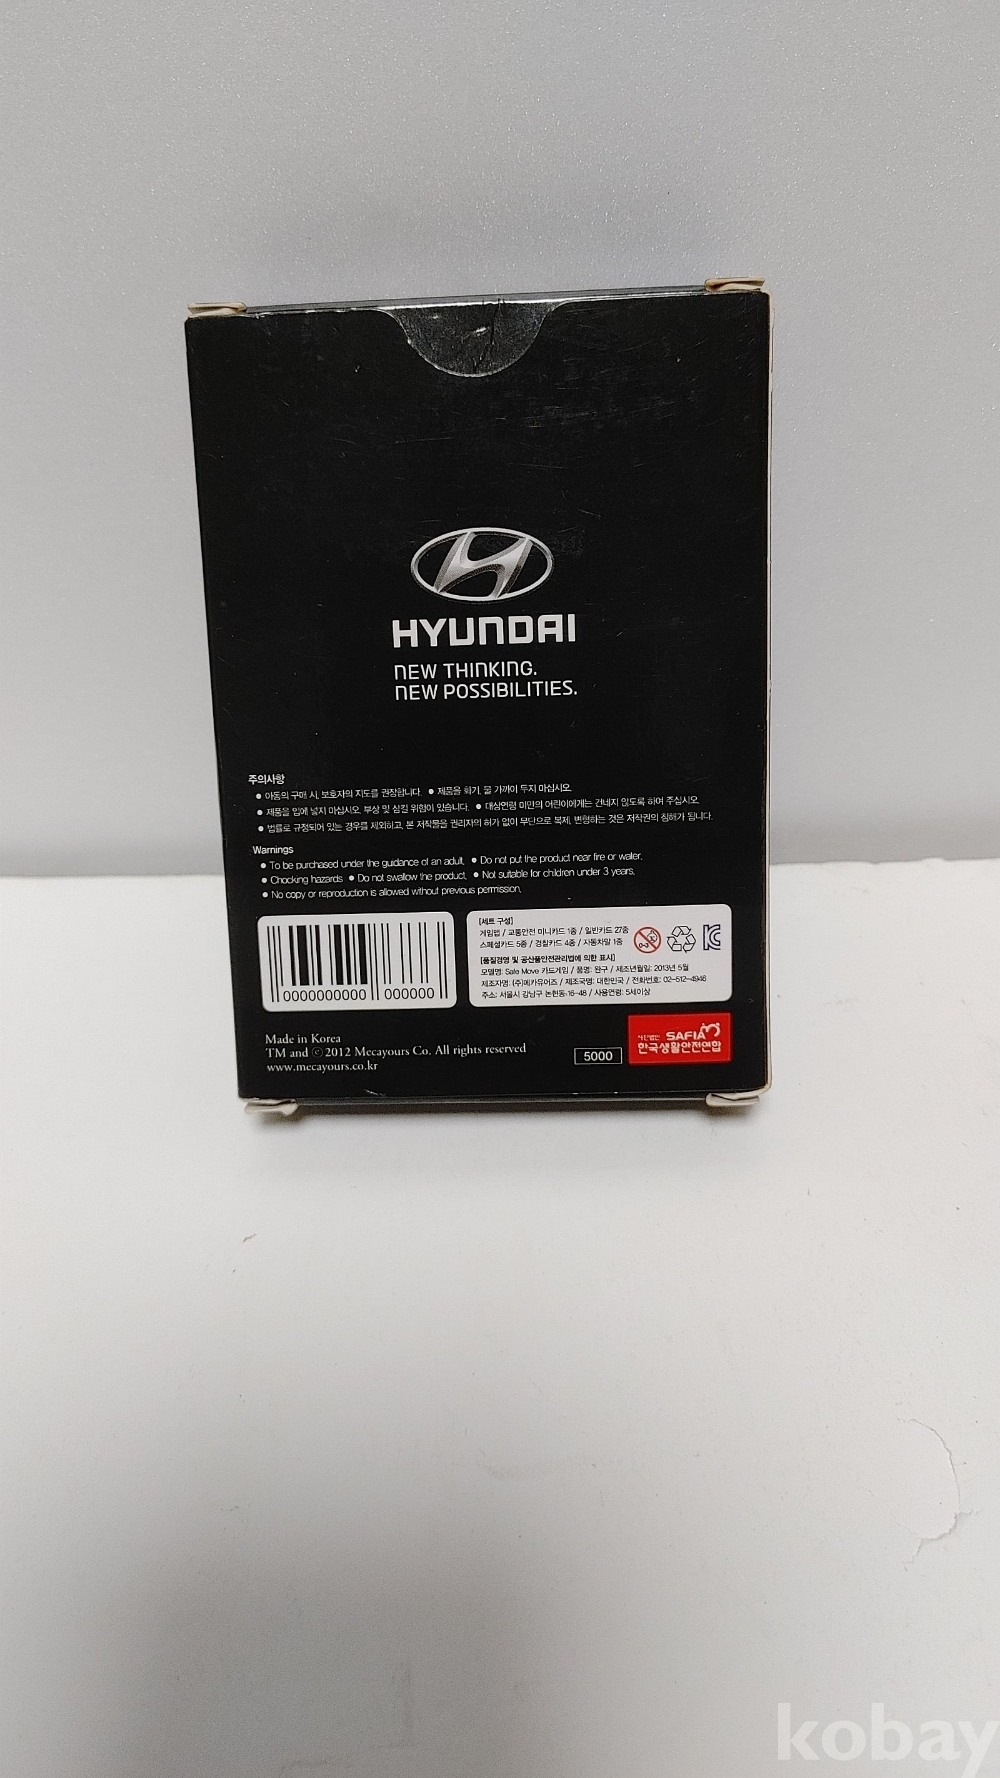 HYUNDAI
NEW THINKING.
NEW POSSIBILITIES.
주의사항
● 아동의 구매 시, 보호자의 지도를 권장합니다. ● 제품을 화기, 물 가까이 두지 마십시오.
● 제품을 입에 넣지 마십시오. 부상 및 삼킬 위험이 있습니다. ● 대상연령 미만의 어린이에게는 건네지 않도록 하여 주십시오.
● 법률로 규정되어 있는 경우를 제외하고, 본 저작물을 권리자의 허가 없이 무단으로 복제, 변형하는 것은 저작권의 침해가 됩니다.
Warnings
● To be purchased under the guidance of an adult. ● Do not put the product near fire or water.
● Chocking hazards ● Do not swallow the product. ● Not suitable for children under 3 years.
● No copy or reproduction is allowed without previous permission.
0000000000 000000
[세트 구성]
게임맵 / 교통안전 미니카드 1종 / 일반카드 27종
스페셜카드 5종 / 경찰카드 4종 / 자동차말 1종
0-3
[품질경영 및 공산품안전관리법에 의한 표시]
모델명: Safe Move 카드게임 / 품명: 완구 / 제조년월일: 2013년 5월
제조자명: (주)메카유어즈 / 제조국명: 대한민국 / 전화번호: 02-512-4946
주소: 서울시 강남구 논현동.16-48 / 사용연령: 5세이상
Made in Korea
TM and ⓒ2012 Mecayours Co. All rights reserved
www.mecayours.co.kr
5000
사단법인 SAFIA
한국생활안전연합
kobay